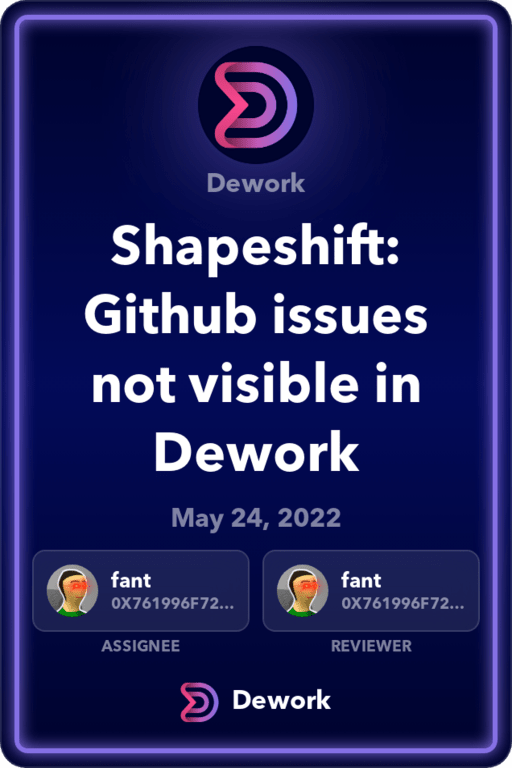 Dework
Shapeshift:
Github issues
not visible in
Dework
May 24, 2022
fant
0X761996F72...
ASSIGNEE
fant
0X761996F72...
REVIEWER
Dework